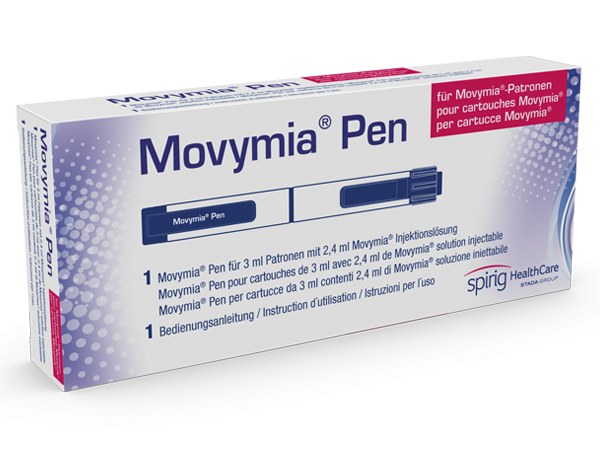 Movymia Pen
Movymia® Pen
für Movymia®-Patronen
pour cartouches Movymia®
per cartucce Movymia®
Movymia® Pen
1 Movymia® Pen für 3 ml Patronen mit 2,4 ml Movymia® Injektionslösung
Movymia® Pen pour cartouches de 3 ml avec 2,4 ml de Movymia® solution injectable
Movymia® Pen per cartucce da 3 ml contenti 2,4 ml di Movymia® soluzione iniettabile
1 Bedienungsanleitung / Instruction d'utilisation / Istruzioni per l'uso
spirig HealthCare
STADA GROUP
Movymia® Pen